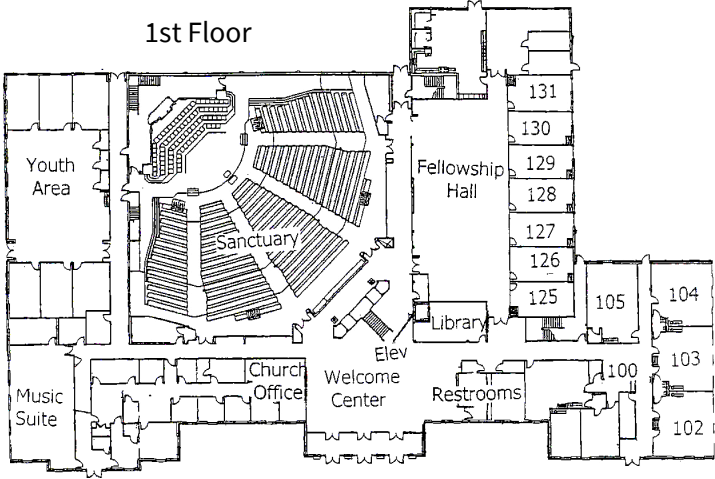 1st Floor
131
130
Youth
Area
129
Fellowship
Hall
128
Sanctuary
127
126
125
105
104
Library
Elev
103
Church
Office
Welcome
Center
100
Music
Suite
Restrooms
102